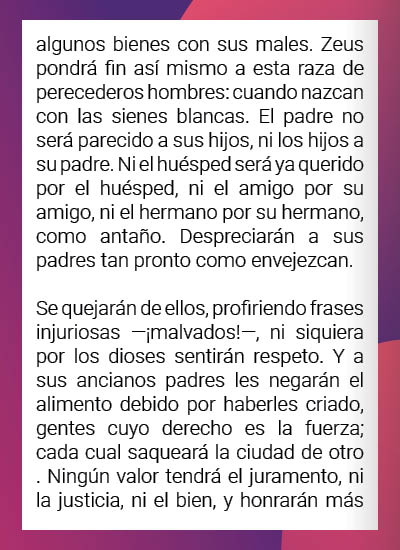 algunos bienes con sus males. Zeus
pondrá fin así mismo a esta raza de
perecederos hombres: cuando nazcan
con las sienes blancas. El padre no
será parecido a sus hijos, ni los hijos a
su padre. Ni el huésped será ya querido
por el huésped, ni el amigo por su
amigo, ni el hermano por su hermano,
como antaño. Despreciarán a sus
padres tan pronto como envejezcan.

Se quejarán de ellos, profiriendo frases
injuriosas —¡malvados!—, ni siquiera
por los dioses sentirán respeto. Y a
sus ancianos padres les negarán el
alimento debido por haberles criado,
gentes cuyo derecho es la fuerza;
cada cual saqueará la ciudad de otro
. Ningún valor tendrá el juramento, ni
la justicia, ni el bien, y honrarán más